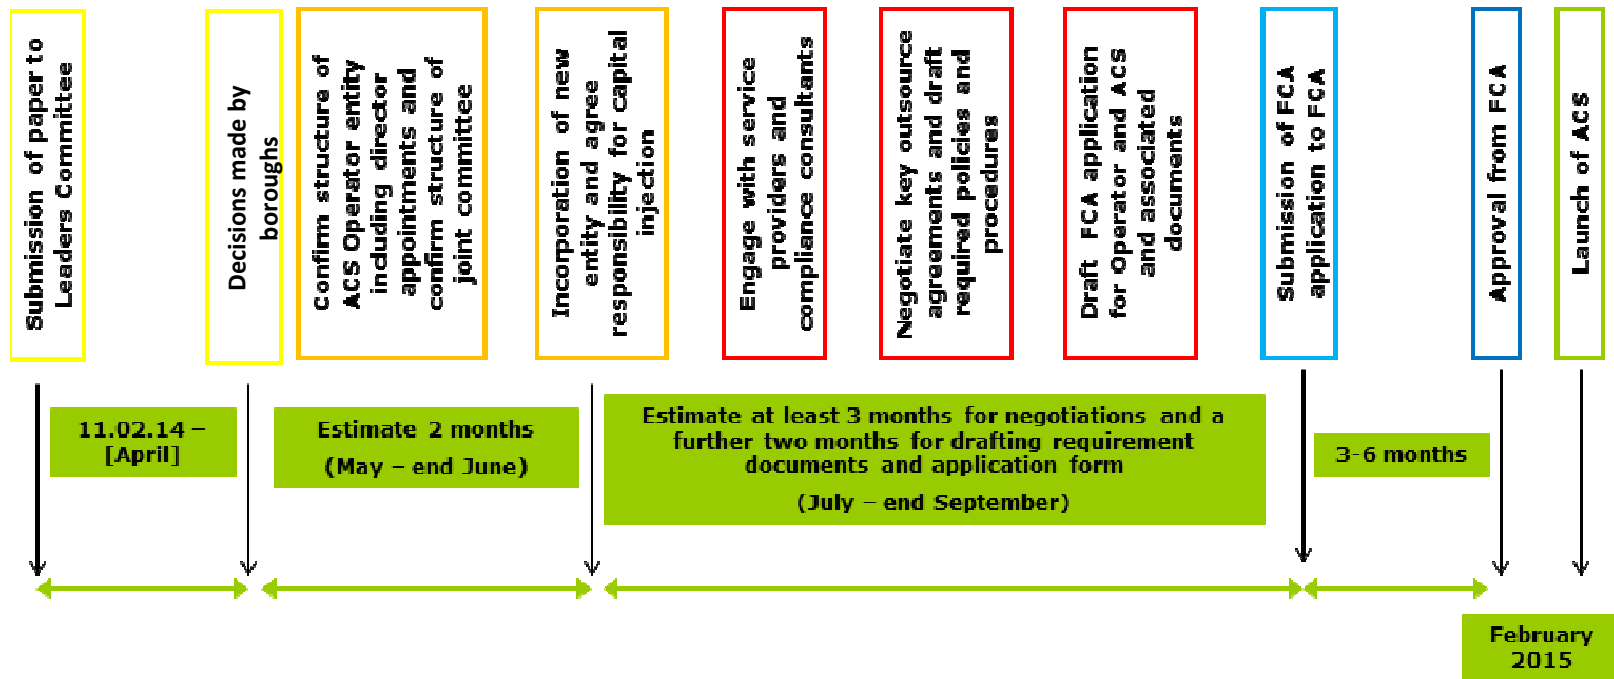 Submission of paper to
Leaders Committee
Decisions made by
boroughs
Confirm structure of
ACS Operator entity
including director
appointments and
confirm structure of
joint committee
Incorporation of new
entity and agree
responsibility for capital
injection
Engage with service
providers and
compliance consultants
Negotiate key outsource
agreements and draft
required policies and
procedures
Draft FCA application
for Operator and ACS
and associated
documents
Submission of FCA
application to FCA
Approval from FCA
Launch of ACS
11.02.14 –
[April]
Estimate 2 months
(May – end June)
Estimate at least 3 months for negotiations and a
further two months for drafting requirement
documents and application form
(July – end September)
3-6 months
February
2015